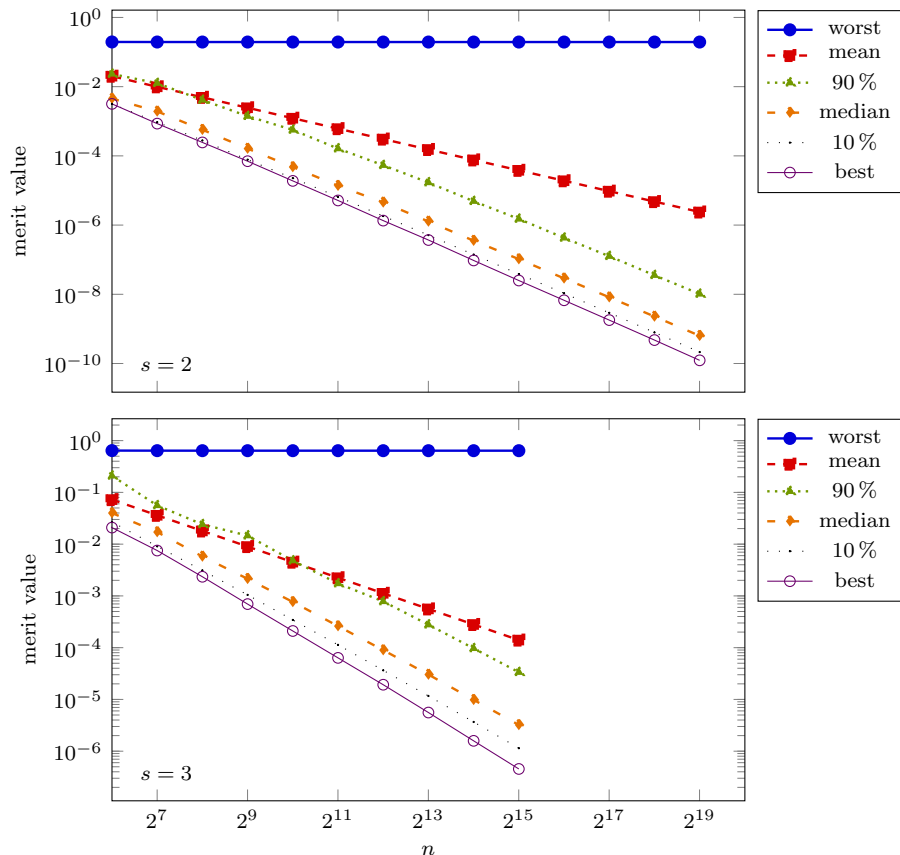 10^0
10^−2
10^−4
10^−6
10^−8
10^−10
merit value
s = 2
worst
mean
90 %
median
10 %
best
10^0
10^−1
10^−2
10^−3
10^−4
10^−5
10^−6
merit value
s = 3
worst
mean
90 %
median
10 %
best
2^7 2^9 2^11 2^13 2^15 2^17 2^19
n